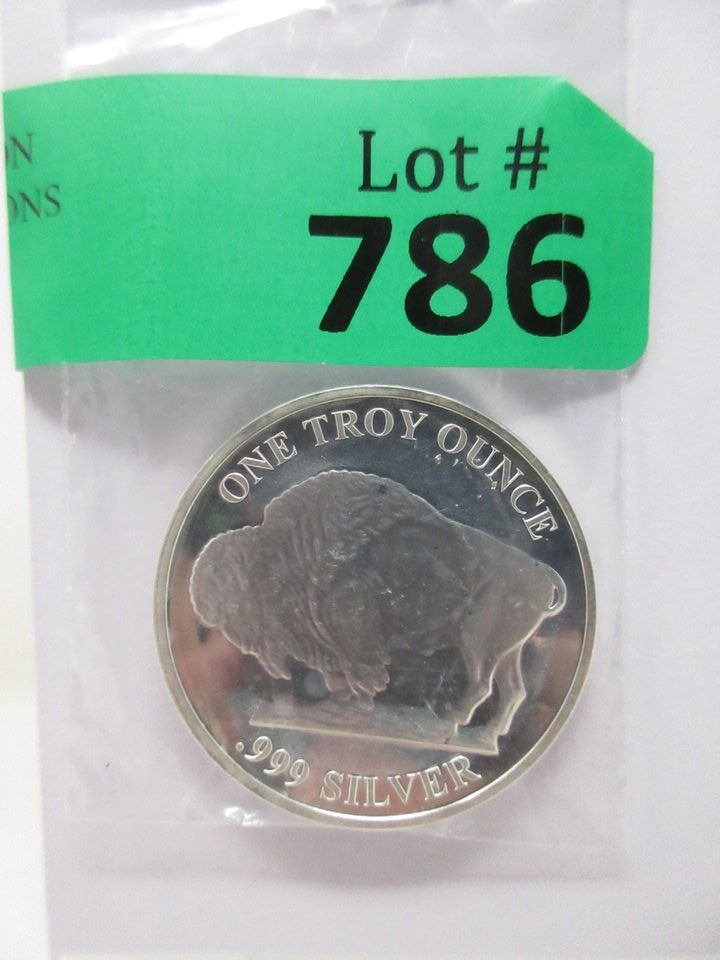 Lot #
786
ONE TROY OUNCE
.999 SILVER